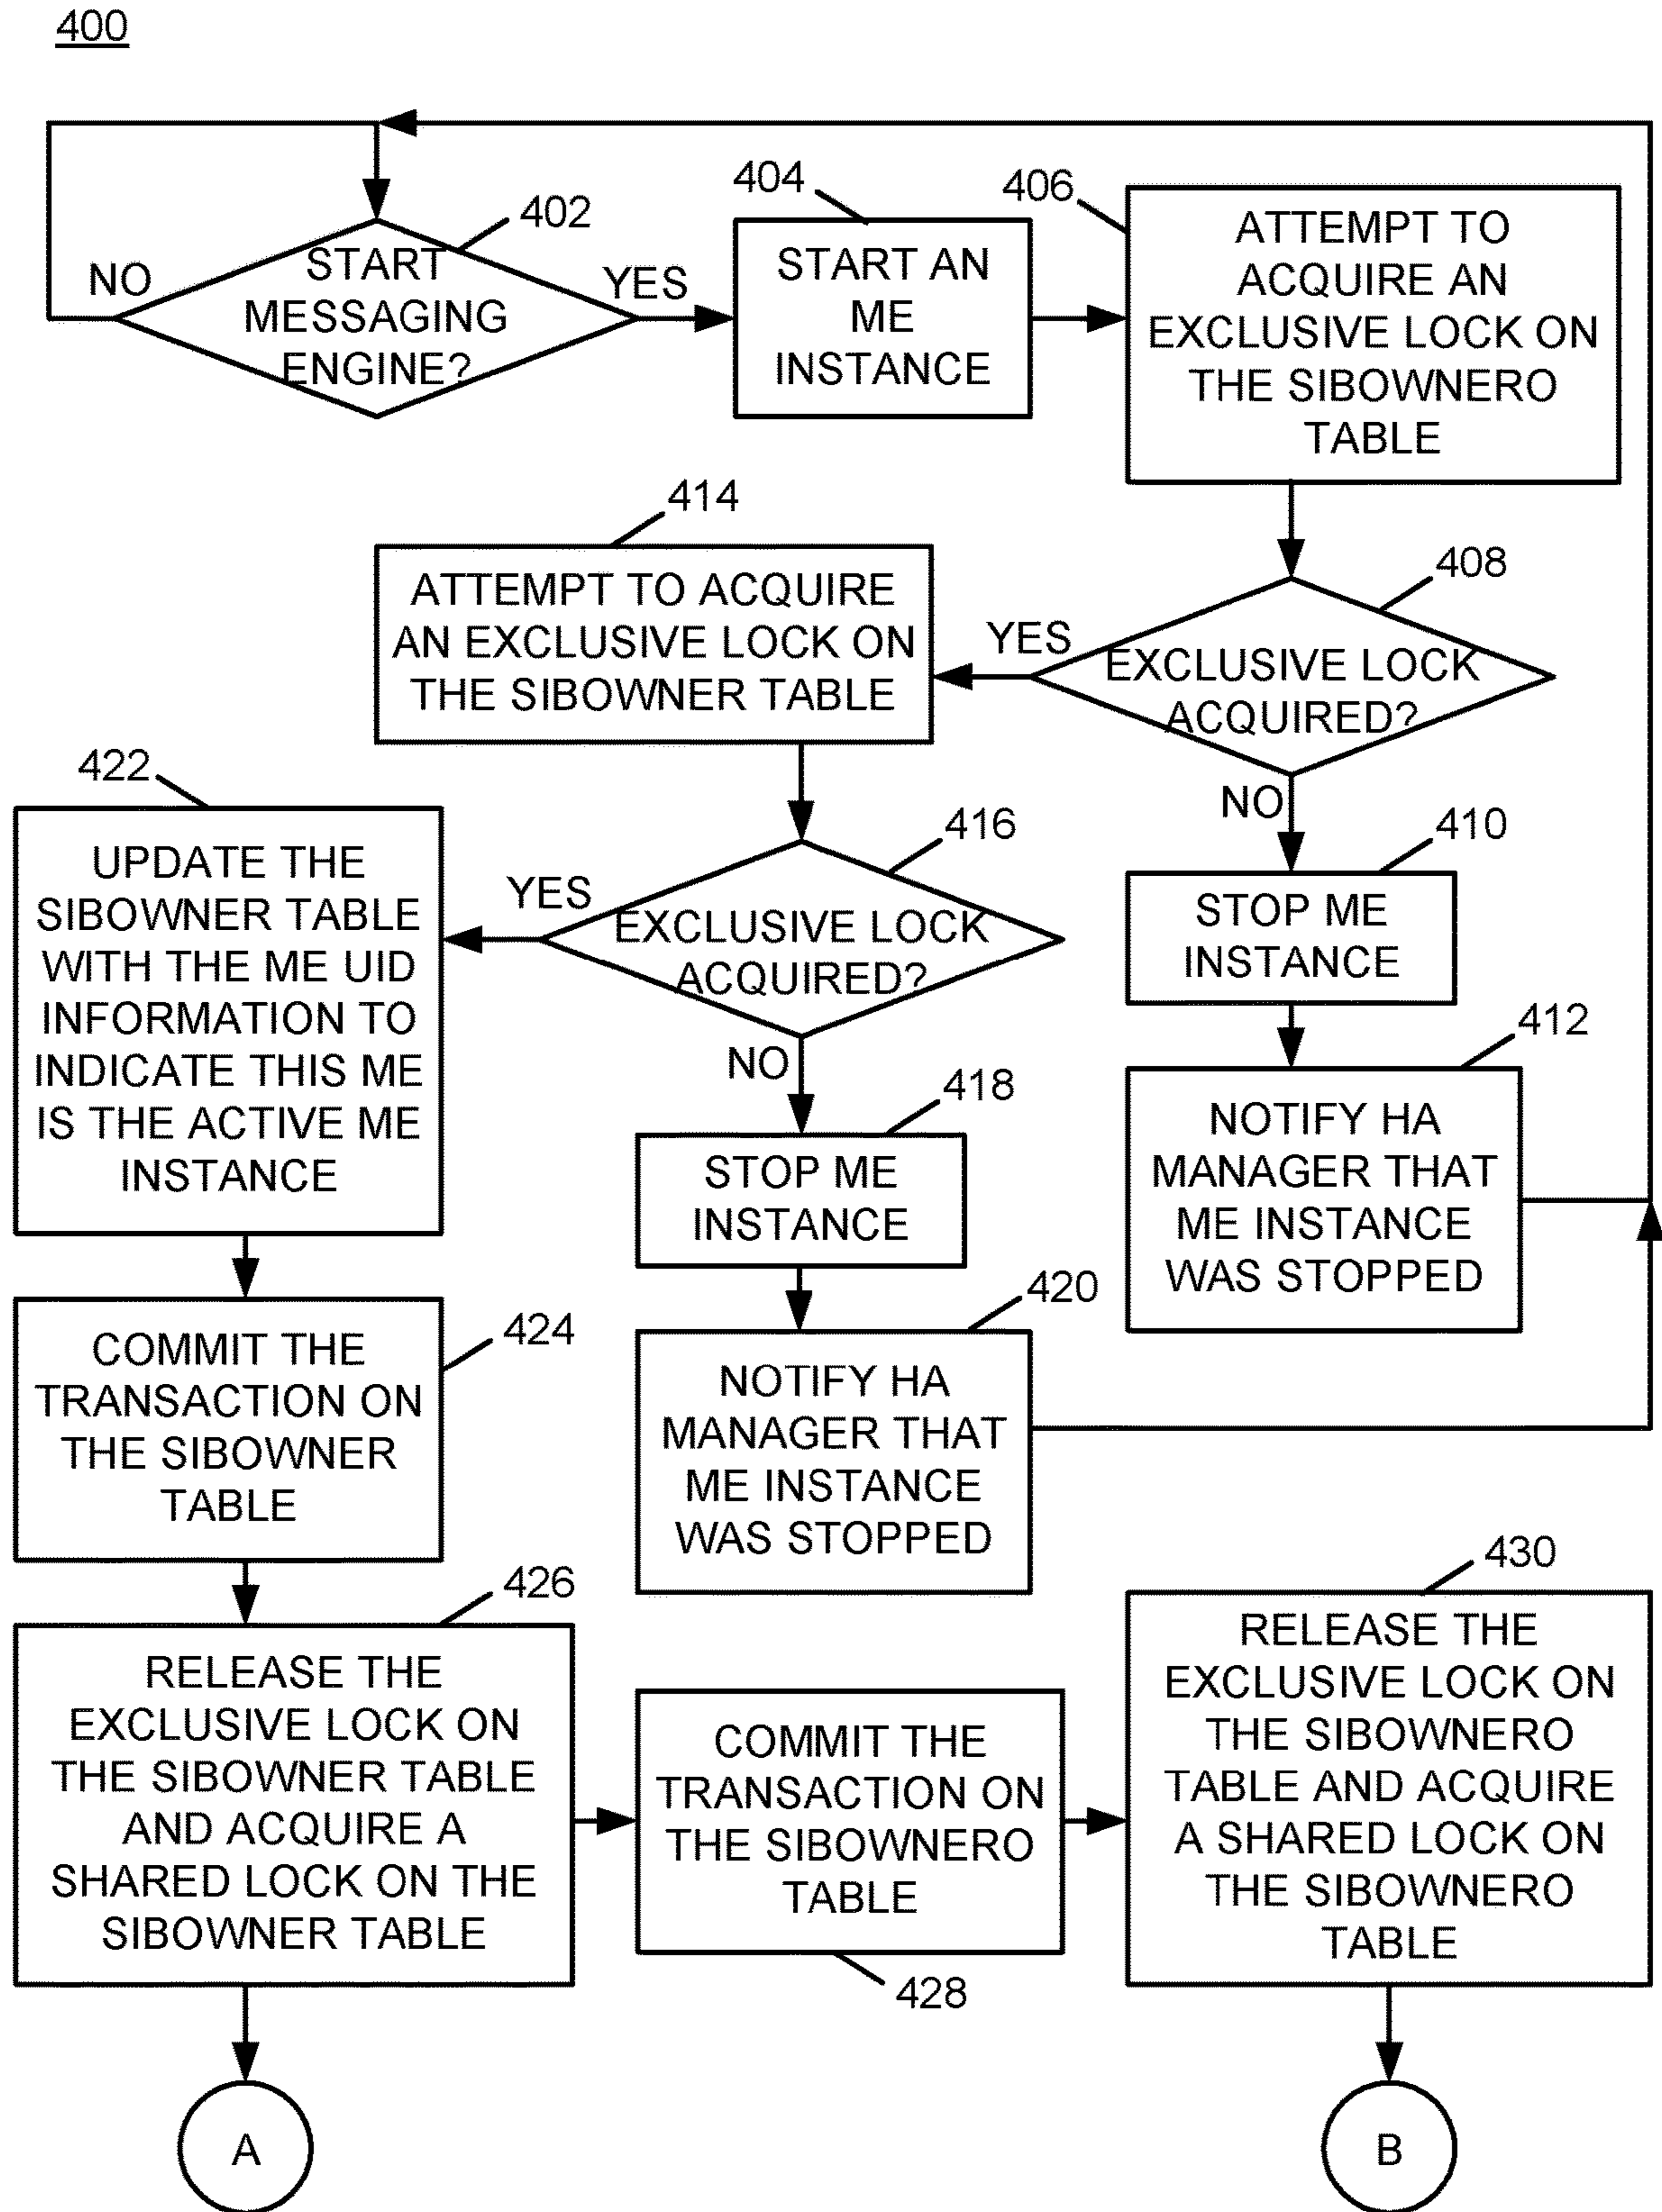 400
402
START
MESSAGING
ENGINE?
NO
YES
404
START AN
ME
INSTANCE
406
ATTEMPT TO
ACQUIRE AN
EXCLUSIVE LOCK ON
THE SIBOWNERO
TABLE
408
EXCLUSIVE LOCK
ACQUIRED?
YES
NO
410
STOP ME
INSTANCE
412
NOTIFY HA
MANAGER THAT
ME INSTANCE
WAS STOPPED
414
ATTEMPT TO ACQUIRE
AN EXCLUSIVE LOCK ON
THE SIBOWNER TABLE
416
EXCLUSIVE LOCK
ACQUIRED?
YES
NO
418
STOP ME
INSTANCE
420
NOTIFY HA
MANAGER THAT
ME INSTANCE
WAS STOPPED
422
UPDATE THE
SIBOWNER TABLE
WITH THE ME UID
INFORMATION TO
INDICATE THIS ME
IS THE ACTIVE ME
INSTANCE
424
COMMIT THE
TRANSACTION ON
THE SIBOWNER
TABLE
426
RELEASE THE
EXCLUSIVE LOCK ON
THE SIBOWNER TABLE
AND ACQUIRE A
SHARED LOCK ON THE
SIBOWNER TABLE
COMMIT THE
TRANSACTION ON
THE SIBOWNERO
TABLE
428
430
RELEASE THE
EXCLUSIVE LOCK ON
THE SIBOWNERO
TABLE AND ACQUIRE
A SHARED LOCK ON
THE SIBOWNERO
TABLE
A
B